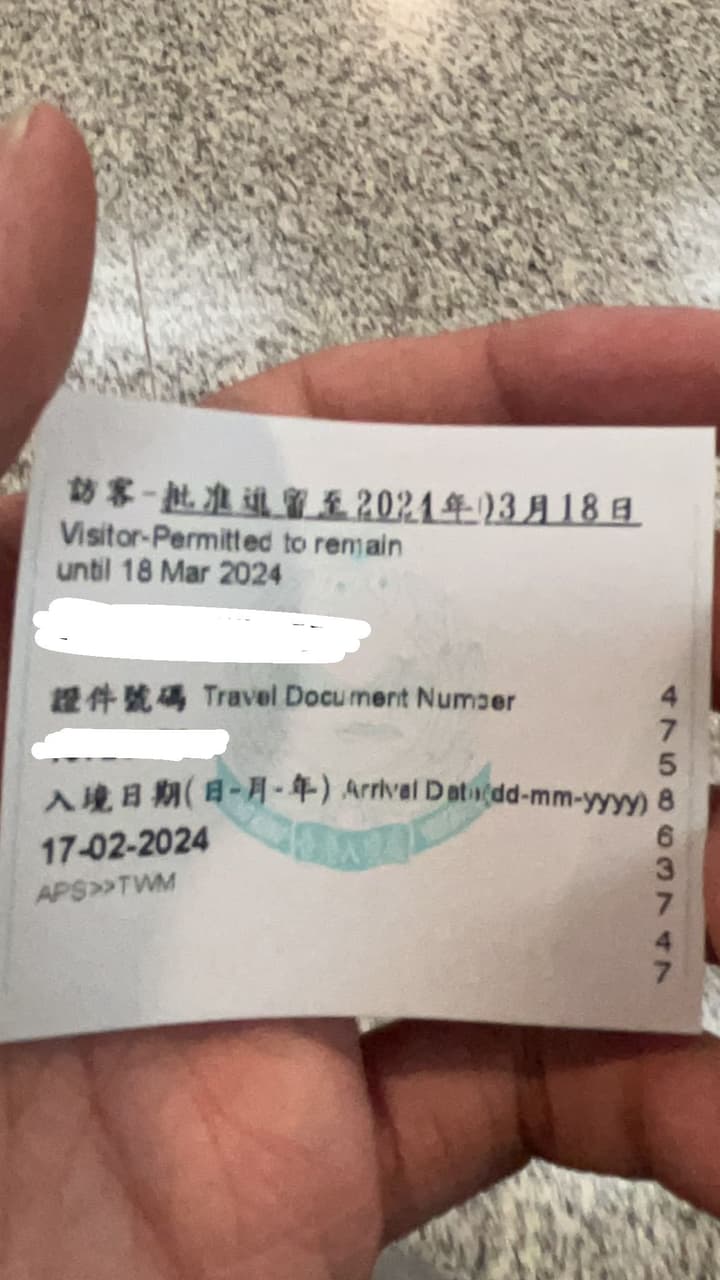 訪客-批准逗留至2024年03月18日
Visitor-Permitted to remain
until 18 Mar 2024
證件號碼 Travel Document Number
入境日期(日-月-年) Arrival Date(dd-mm-yyyy)
17-02-2024
APS>>TWM
475863747